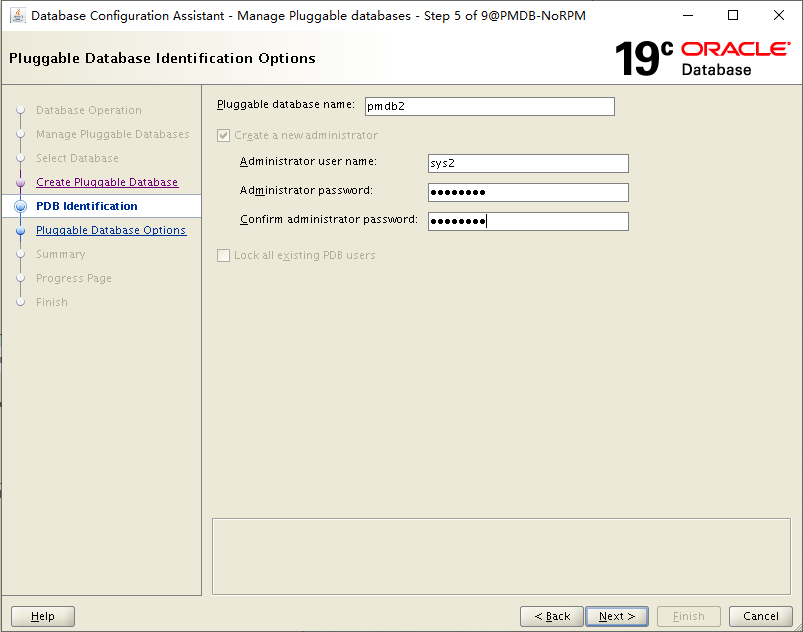 Database Configuration Assistant - Manage Pluggable databases - Step 5 of 9@PMDB-NoRPM
Pluggable Database Identification Options
19c ORACLE Database
Database Operation
Manage Pluggable Databases
Select Database
Create Pluggable Database
PDB Identification
Pluggable Database Options
Summary
Progress Page
Finish
Pluggable database name: pmdb2
Create a new administrator
Administrator user name: sys2
Administrator password: ●●●●●●●●
Confirm administrator password: ●●●●●●●●
Lock all existing PDB users
Help
< Back
Next >
Finish
Cancel